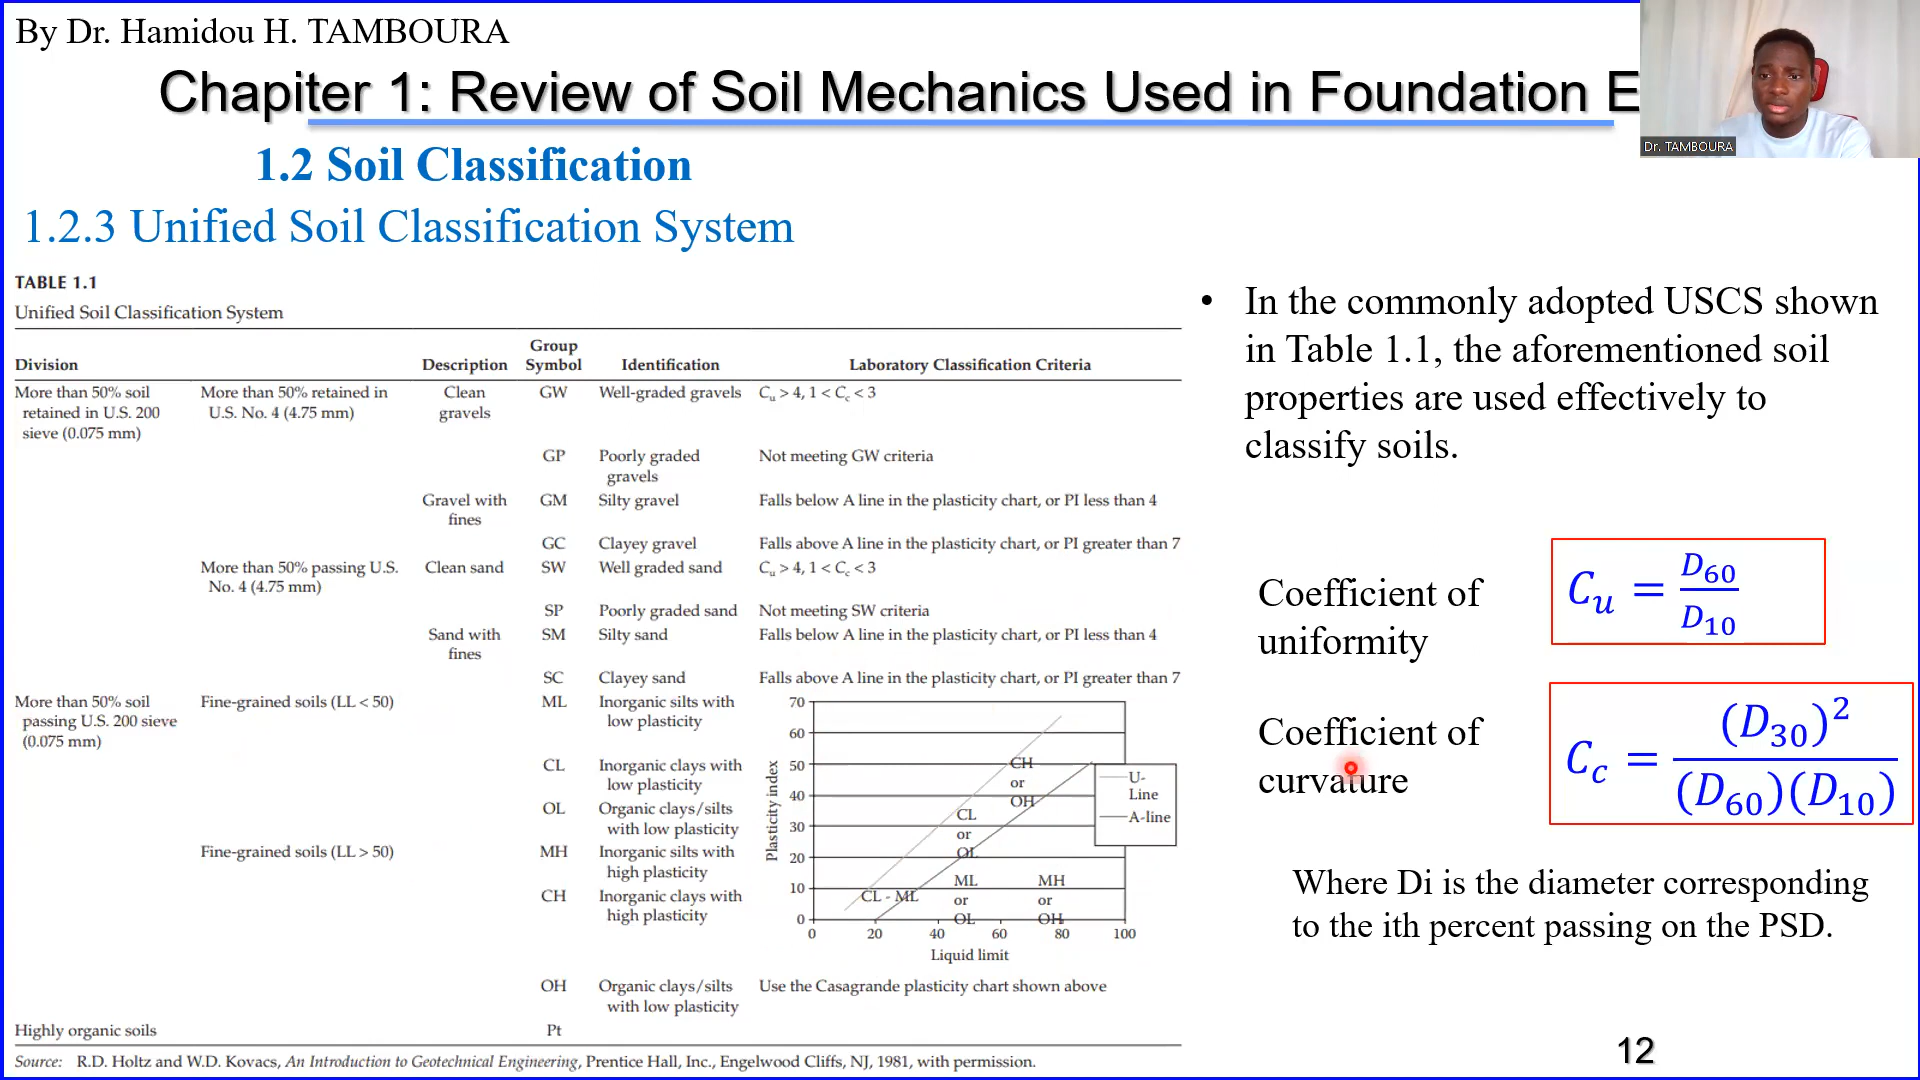 By Dr. Hamidou H. TAMBOURA
Chapiter 1: Review of Soil Mechanics Used in Foundation E
Dr. TAMBOURA
1.2 Soil Classification
1.2.3 Unified Soil Classification System
TABLE 1.1
Unified Soil Classification System
Division Description Group Symbol Identification Laboratory Classification Criteria
More than 50% soil retained in U.S. 200 sieve (0.075 mm) More than 50% retained in U.S. No. 4 (4.75 mm) Clean gravels GW Well-graded gravels Cu > 4, 1 < Cc < 3
GP Poorly graded gravels Not meeting GW criteria
Gravel with fines GM Silty gravel Falls below A line in the plasticity chart, or PI less than 4
GC Clayey gravel Falls above A line in the plasticity chart, or PI greater than 7
More than 50% passing U.S. No. 4 (4.75 mm) Clean sand SW Well graded sand Cu > 4, 1 < Cc < 3
SP Poorly graded sand Not meeting SW criteria
Sand with fines SM Silty sand Falls below A line in the plasticity chart, or PI less than 4
SC Clayey sand Falls above A line in the plasticity chart, or PI greater than 7
More than 50% soil passing U.S. 200 sieve (0.075 mm) Fine-grained soils (LL < 50) ML Inorganic silts with low plasticity
CL Inorganic clays with low plasticity
OL Organic clays/silts with low plasticity
Fine-grained soils (LL > 50) MH Inorganic silts with high plasticity
CH Inorganic clays with high plasticity
Plasticity index
70
60
50
40
30
20
10
0
CH or OH
CL or OL
CL - ML
ML or OL
MH or OH
U-Line
A-line
0 20 40 60 80 100
Liquid limit
OH Organic clays/silts with low plasticity Use the Casagrande plasticity chart shown above
Highly organic soils Pt
Source: R.D. Holtz and W.D. Kovacs, An Introduction to Geotechnical Engineering, Prentice Hall, Inc., Engelwood Cliffs, NJ, 1981, with permission.
• In the commonly adopted USCS shown
in Table 1.1, the aforementioned soil
properties are used effectively to
classify soils.
Coefficient of
uniformity
C_u = D_60 / D_10
Coefficient of
curvature
C_c = (D_30)^2 / (D_60)(D_10)
Where Di is the diameter corresponding
to the ith percent passing on the PSD.
12